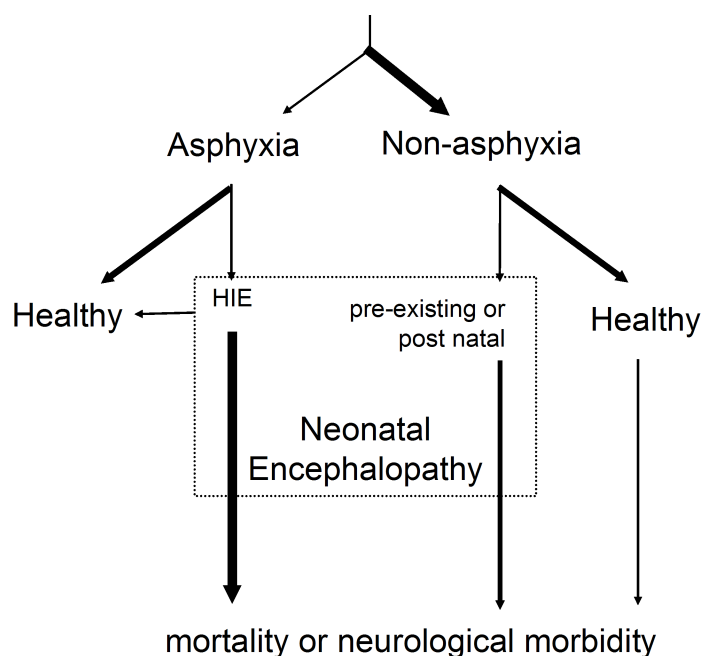 Asphyxia
Non-asphyxia
Healthy
HIE
pre-existing or
post natal
Healthy
Neonatal
Encephalopathy
mortality or neurological morbidity